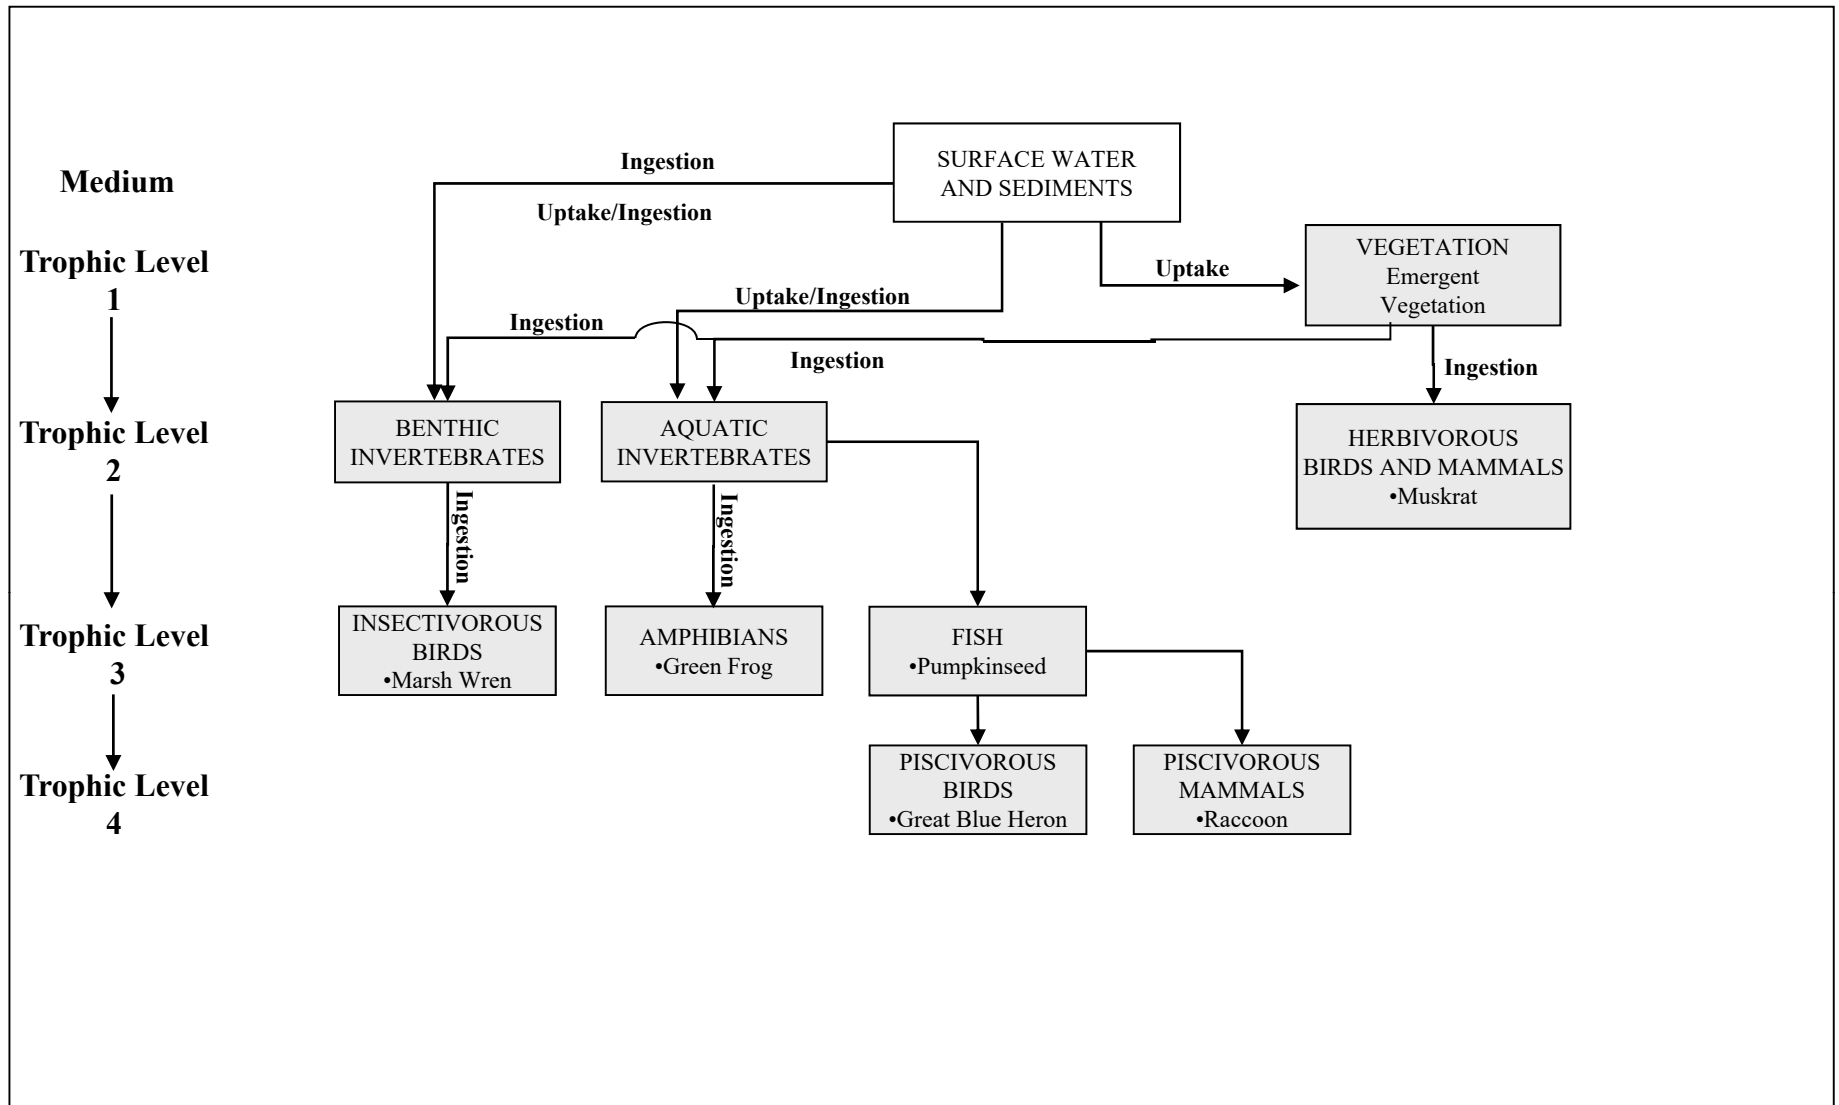 Medium
Ingestion
SURFACE WATER
AND SEDIMENTS
Uptake/Ingestion
Trophic Level
1
Uptake
VEGETATION
Emergent
Vegetation
Uptake/Ingestion
Ingestion
Ingestion
Ingestion
Trophic Level
2
BENTHIC
INVERTEBRATES
AQUATIC
INVERTEBRATES
HERBIVOROUS
BIRDS AND MAMMALS
•Muskrat
Ingestion
Ingestion
Trophic Level
3
INSECTIVOROUS
BIRDS
•Marsh Wren
AMPHIBIANS
•Green Frog
FISH
•Pumpkinseed
Trophic Level
4
PISCIVOROUS
BIRDS
•Great Blue Heron
PISCIVOROUS
MAMMALS
•Raccoon